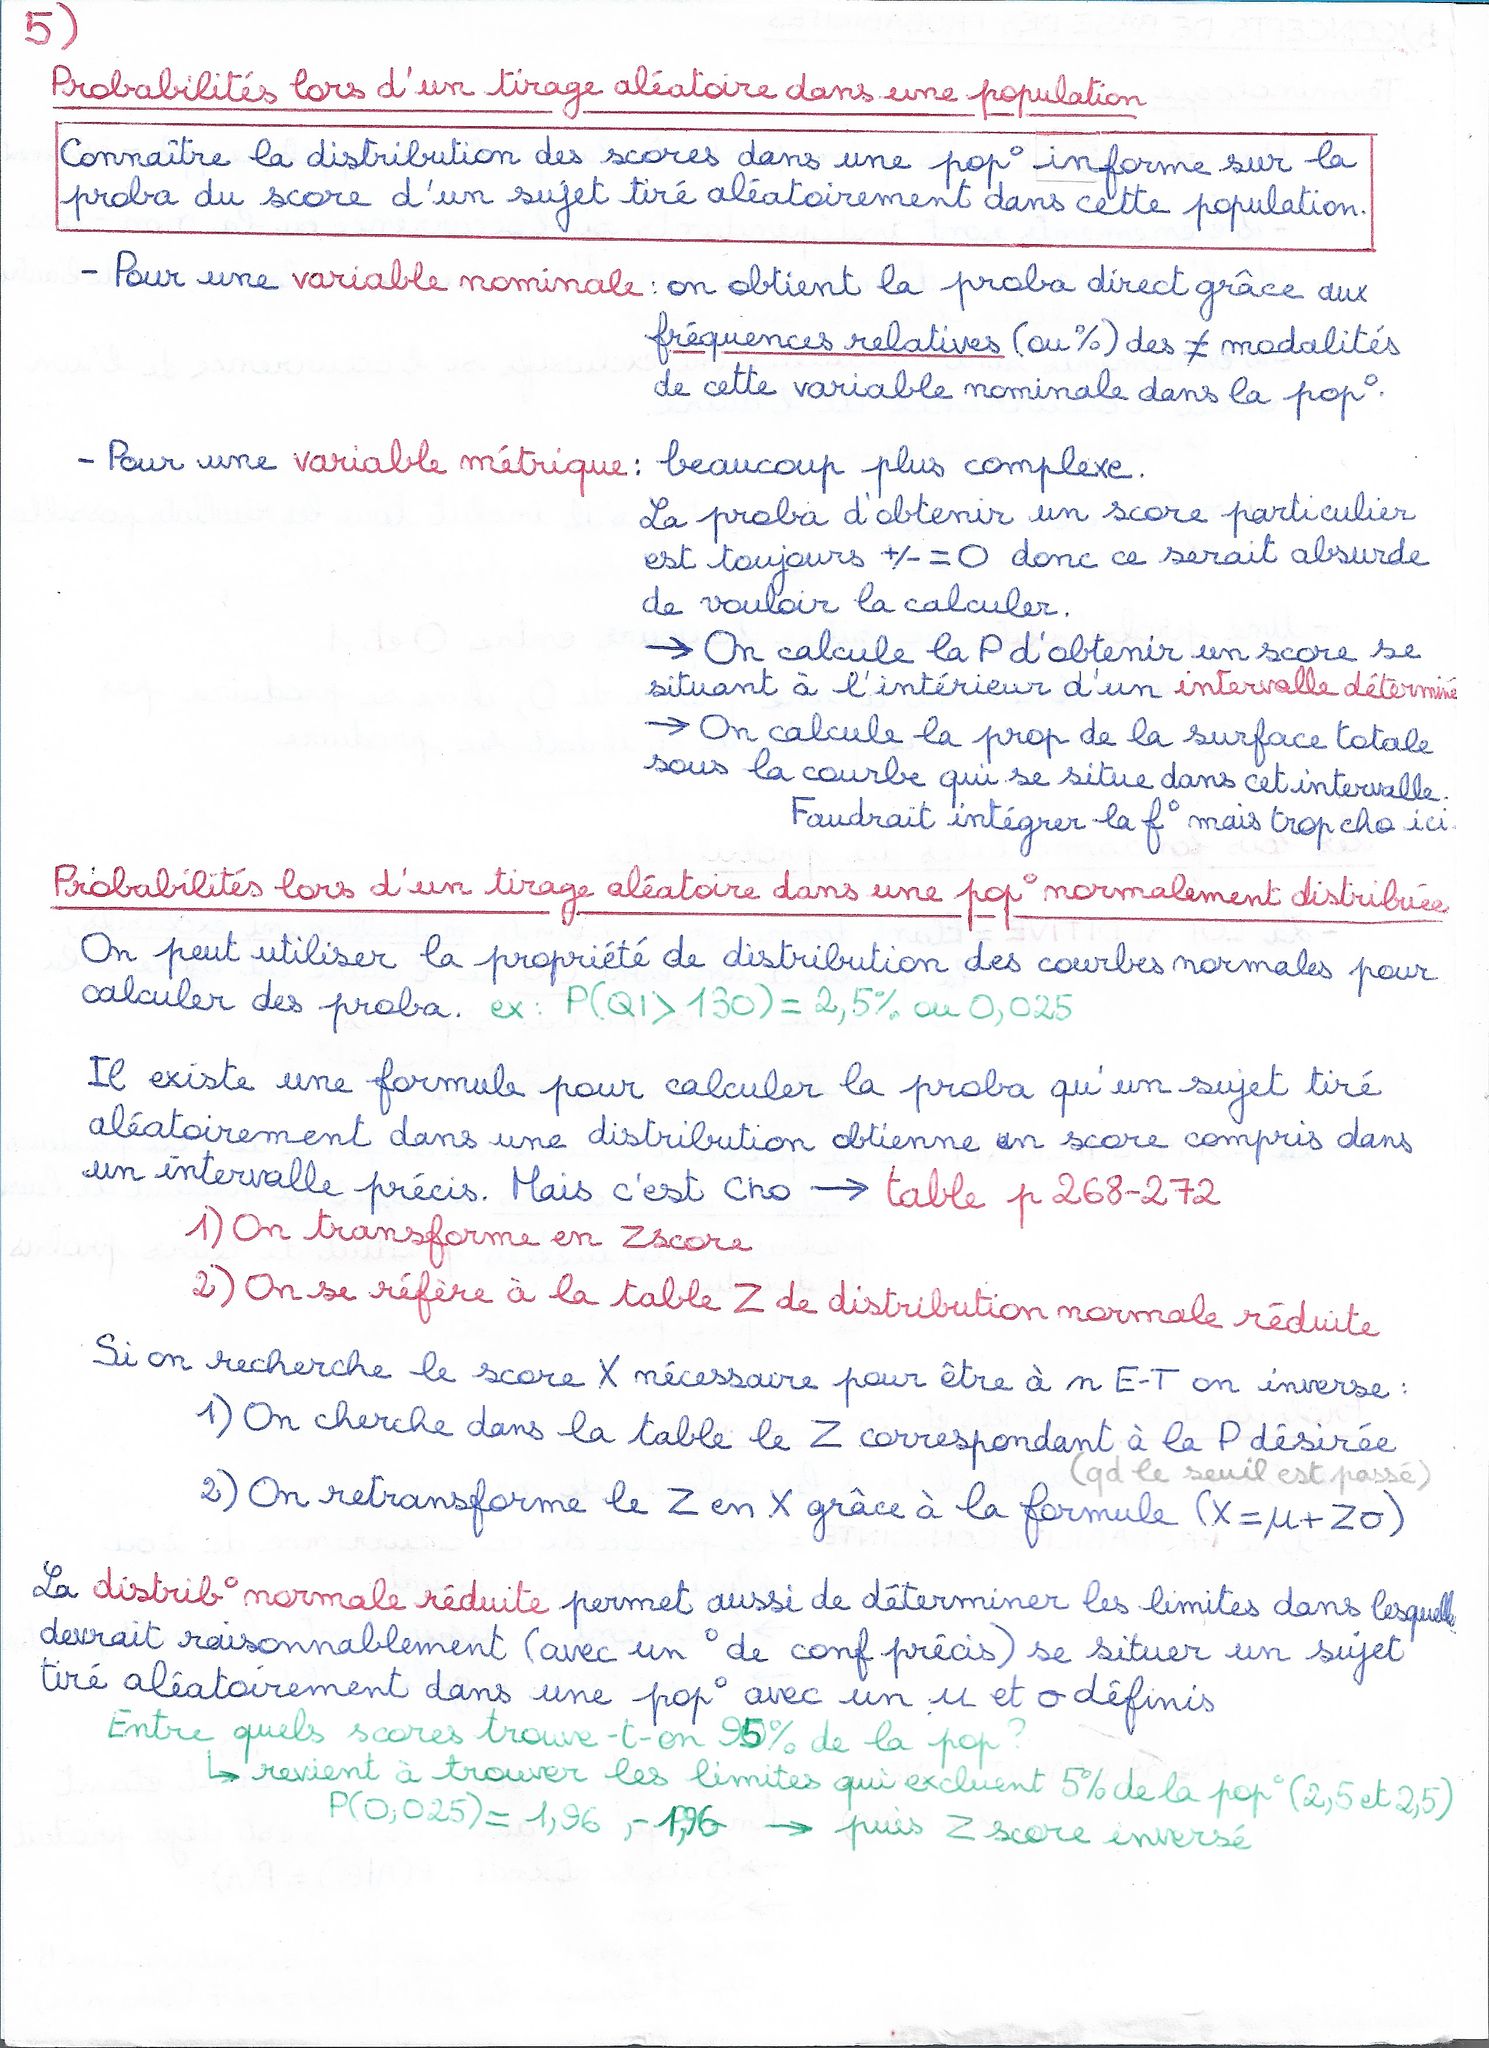 5)
Probabilités lors d'un tirage aléatoire dans une population
Connaître la distribution des scores dans une pop° informe sur la
proba du score d'un sujet tiré aléatoirement dans cette population.
- Pour une variable nominale : on obtient la proba direct grâce aux
fréquences relatives (ou %) des ≠ modalités
de cette variable nominale dans la pop°.
- Pour une variable métrique : beaucoup plus complexe.
La proba d'obtenir un score particulier
est toujours +/- = 0 donc ce serait absurde
de vouloir la calculer.
→ On calcule la P d'obtenir un score se
situant à l'intérieur d'un intervalle déterminé
→ On calcule la prop de la surface totale
sous la courbe qui se situe dans cet intervalle.
Faudrait intégrer la f° mais trop cho ici
Probabilités lors d'un tirage aléatoire dans une pop° normalement distribuée
On peut utiliser la propriété de distribution des courbes normales pour
calculer des proba. ex : P(QI > 130) = 2,5% ou 0,025
Il existe une formule pour calculer la proba qu'un sujet tiré
aléatoirement dans une distribution obtienne un score compris dans
un intervalle précis. Mais c'est Cho → table p 268-272
1) On transforme en Zscore
2) On se réfère à la table Z de distribution normale réduite
Si on recherche le score X nécessaire pour être à n E-T on inverse :
1) On cherche dans la table le Z correspondant à la P désirée
(qd le seuil est passé)
2) On retransforme le Z en X grâce à la formule (X = μ + Zσ)
La distrib° normale réduite permet aussi de déterminer les limites dans lesquelles
devrait raisonnablement (avec un ° de conf précis) se situer un sujet
tiré aléatoirement dans une pop° avec un μ et σ définis
Entre quels scores trouve-t-on 95% de la pop?
↳ revient à trouver les limites qui excluent 5% de la pop° (2,5 et 2,5)
P(0,025) = 1,96 , - 1,96 → puis Z score inversé